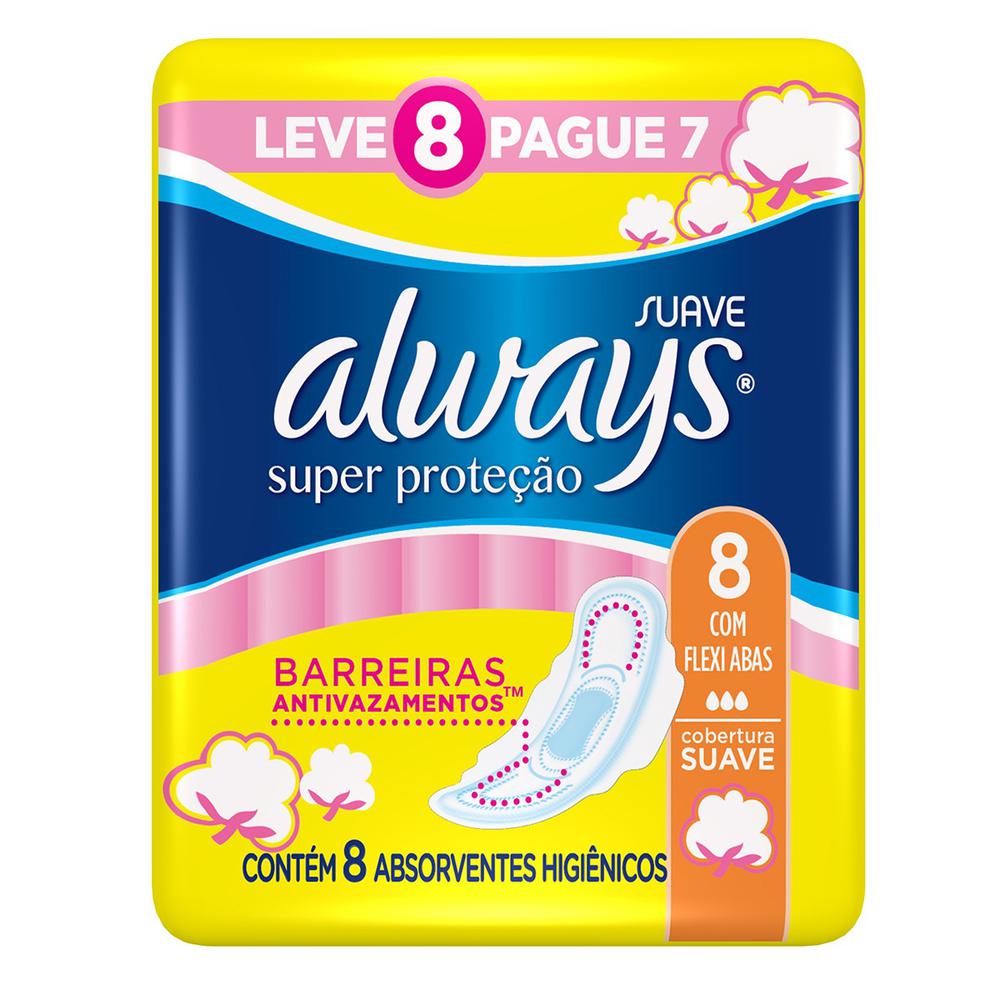 LEVE 8 PAGUE 7
SUAVE
always®
super proteção
8
COM
FLEXI ABAS
cobertura
SUAVE
BARREIRAS
ANTIVAZAMENTOS™
CONTÉM 8 ABSORVENTES HIGIÊNICOS